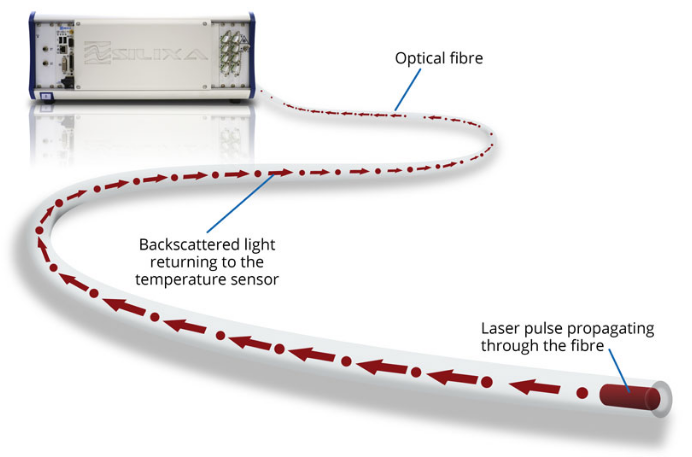 SILIXA
Optical fibre
Backscattered light
returning to the
temperature sensor
Laser pulse propagating
through the fibre